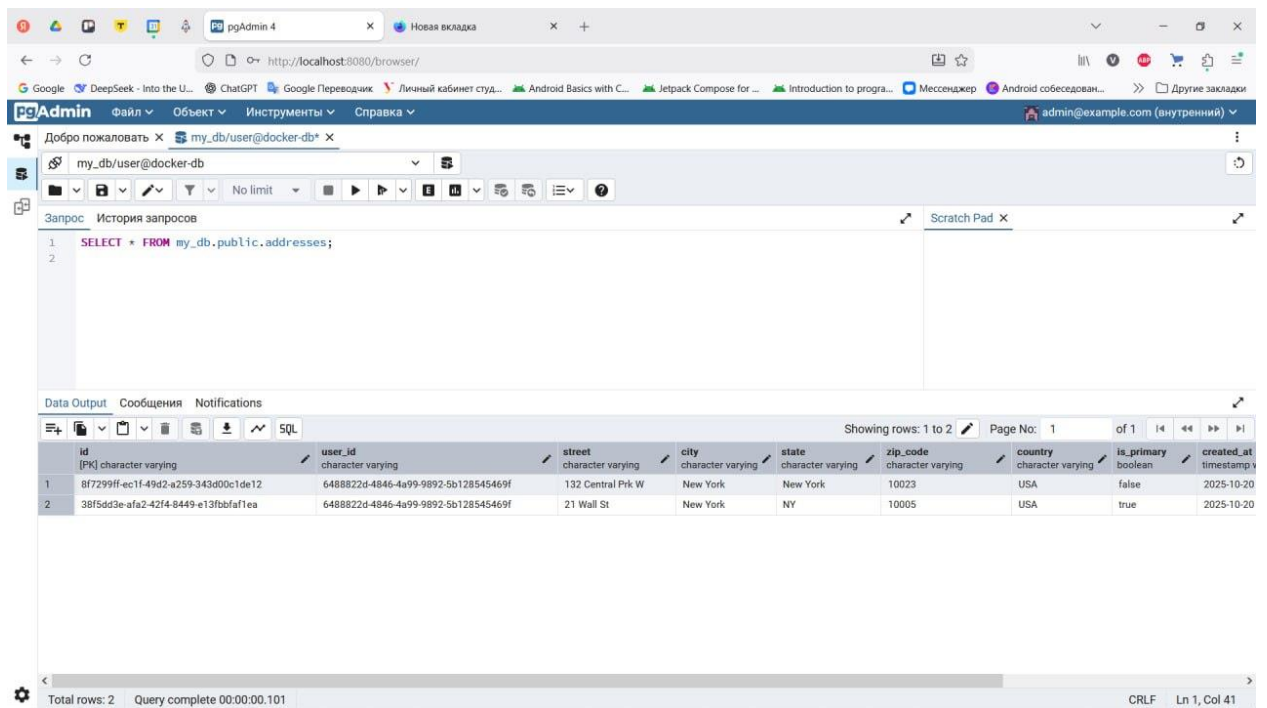 pgAdmin 4 Новая вкладка
http://localhost:8080/browser/
Google DeepSeek - Into the U... ChatGPT Google Переводчик Личный кабинет студ... Android Basics with C... Jetpack Compose for ... Introduction to progra... Мессенджер Android собеседован... Другие закладки
pgAdmin Файл Объект Инструменты Справка admin@example.com (внутренний)
Добро пожаловать my_db/user@docker-db*
my_db/user@docker-db
No limit
Запрос История запросов Scratch Pad
1 SELECT * FROM my_db.public.addresses;
2
Data Output Сообщения Notifications
SQL Showing rows: 1 to 2 Page No: 1 of 1
id user_id street city state zip_code country is_primary created_at
[PK] character varying character varying character varying character varying character varying character varying character varying boolean timestamp
1 8f7299ff-ec1f-49d2-a259-343d00c1de12 6488822d-4846-4a99-9892-5b128545469f 132 Central Prk W New York New York 10023 USA false 2025-10-20
2 38f5dd3e-afa2-42f4-8449-e13fbbfaf1ea 6488822d-4846-4a99-9892-5b128545469f 21 Wall St New York NY 10005 USA true 2025-10-20
Total rows: 2 Query complete 00:00:00.101 CRLF Ln 1, Col 41